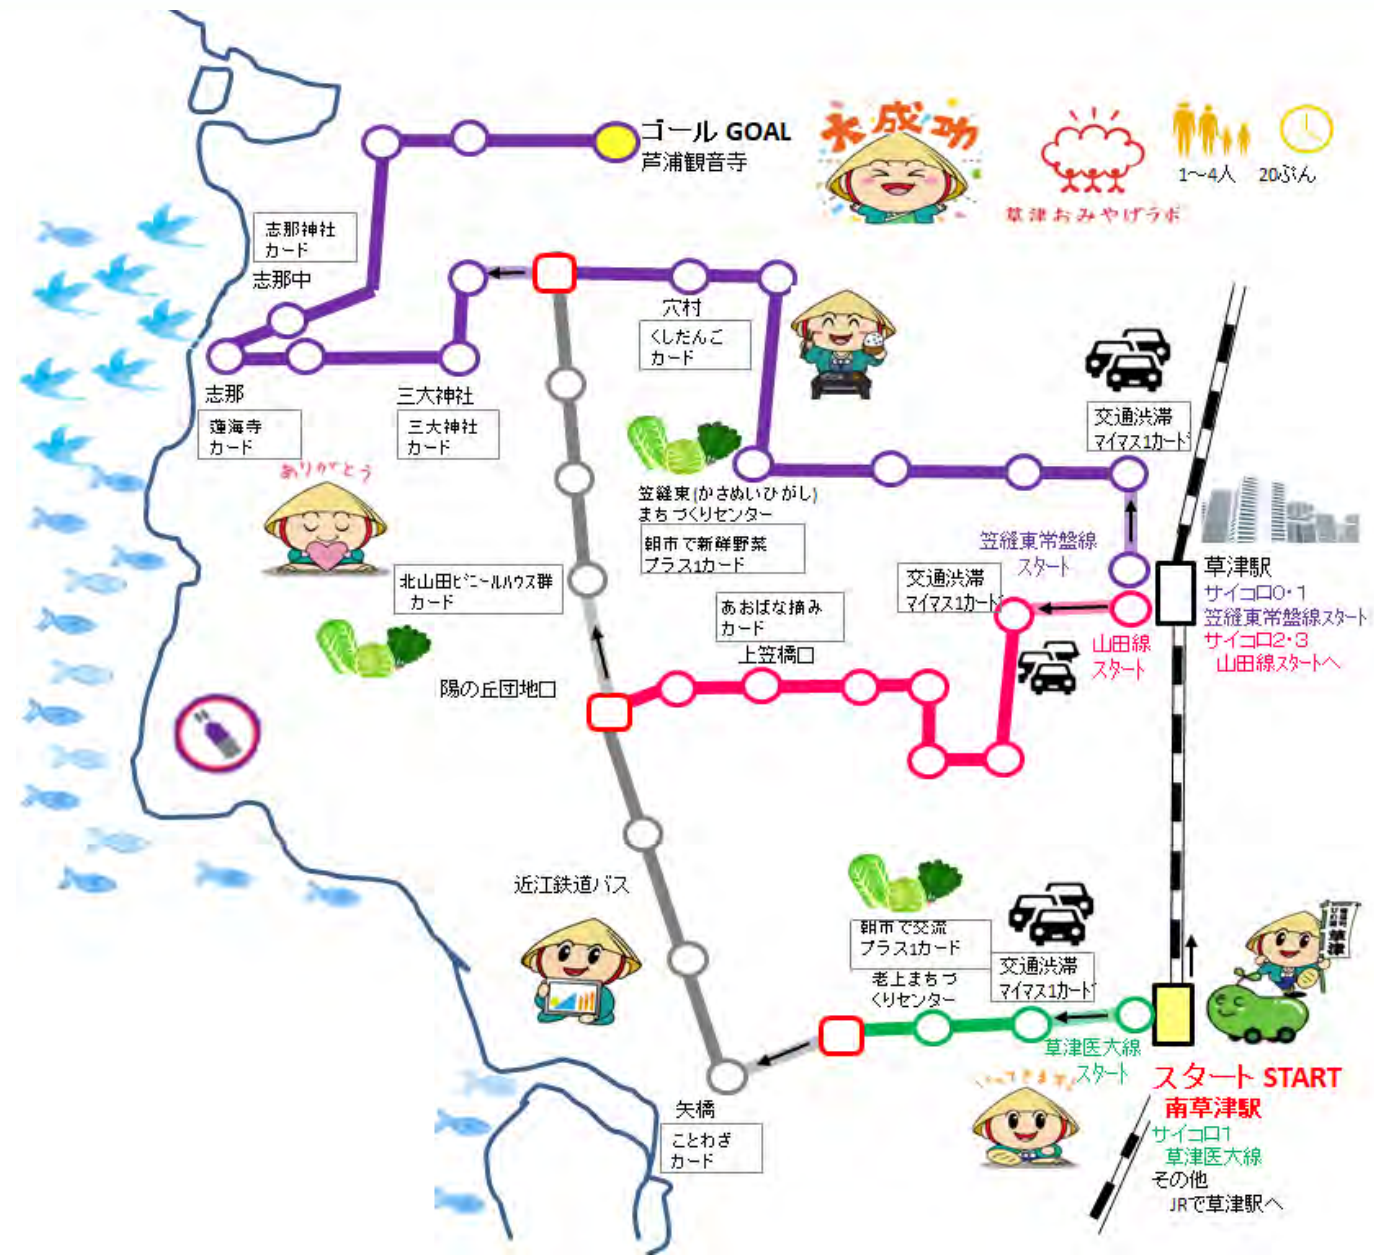 ゴール GOAL
芦浦観音寺
大成功
草津おみやげラボ
1～4人
20ぷん
志那神社
カード
志那中
穴村
くしだんご
カード
志那
蓮海寺
カード
三大神社
三大神社
カード
交通渋滞
マイマス1カード
ありがとう
笠縫東(かさぬいひがし)
まちづくりセンター
朝市で新鮮野菜
プラス1カード
笠縫東常盤線
スタート
草津駅
サイコロ0・1
笠縫東常盤線スタート
サイコロ2・3
山田線スタートへ
北山田ビニールハウス群
カード
あおばな摘み
カード
上笠橋口
交通渋滞
マイマス1カード
山田線
スタート
陽の丘団地口
近江鉄道バス
朝市で交流
プラス1カード
老上まちづ
くりセンター
交通渋滞
マイマス1カード
草津医大線
スタート
草津
いってきます!
矢橋
ことわざ
カード
スタート START
南草津駅
サイコロ1
草津医大線
その他
JRで草津駅へ